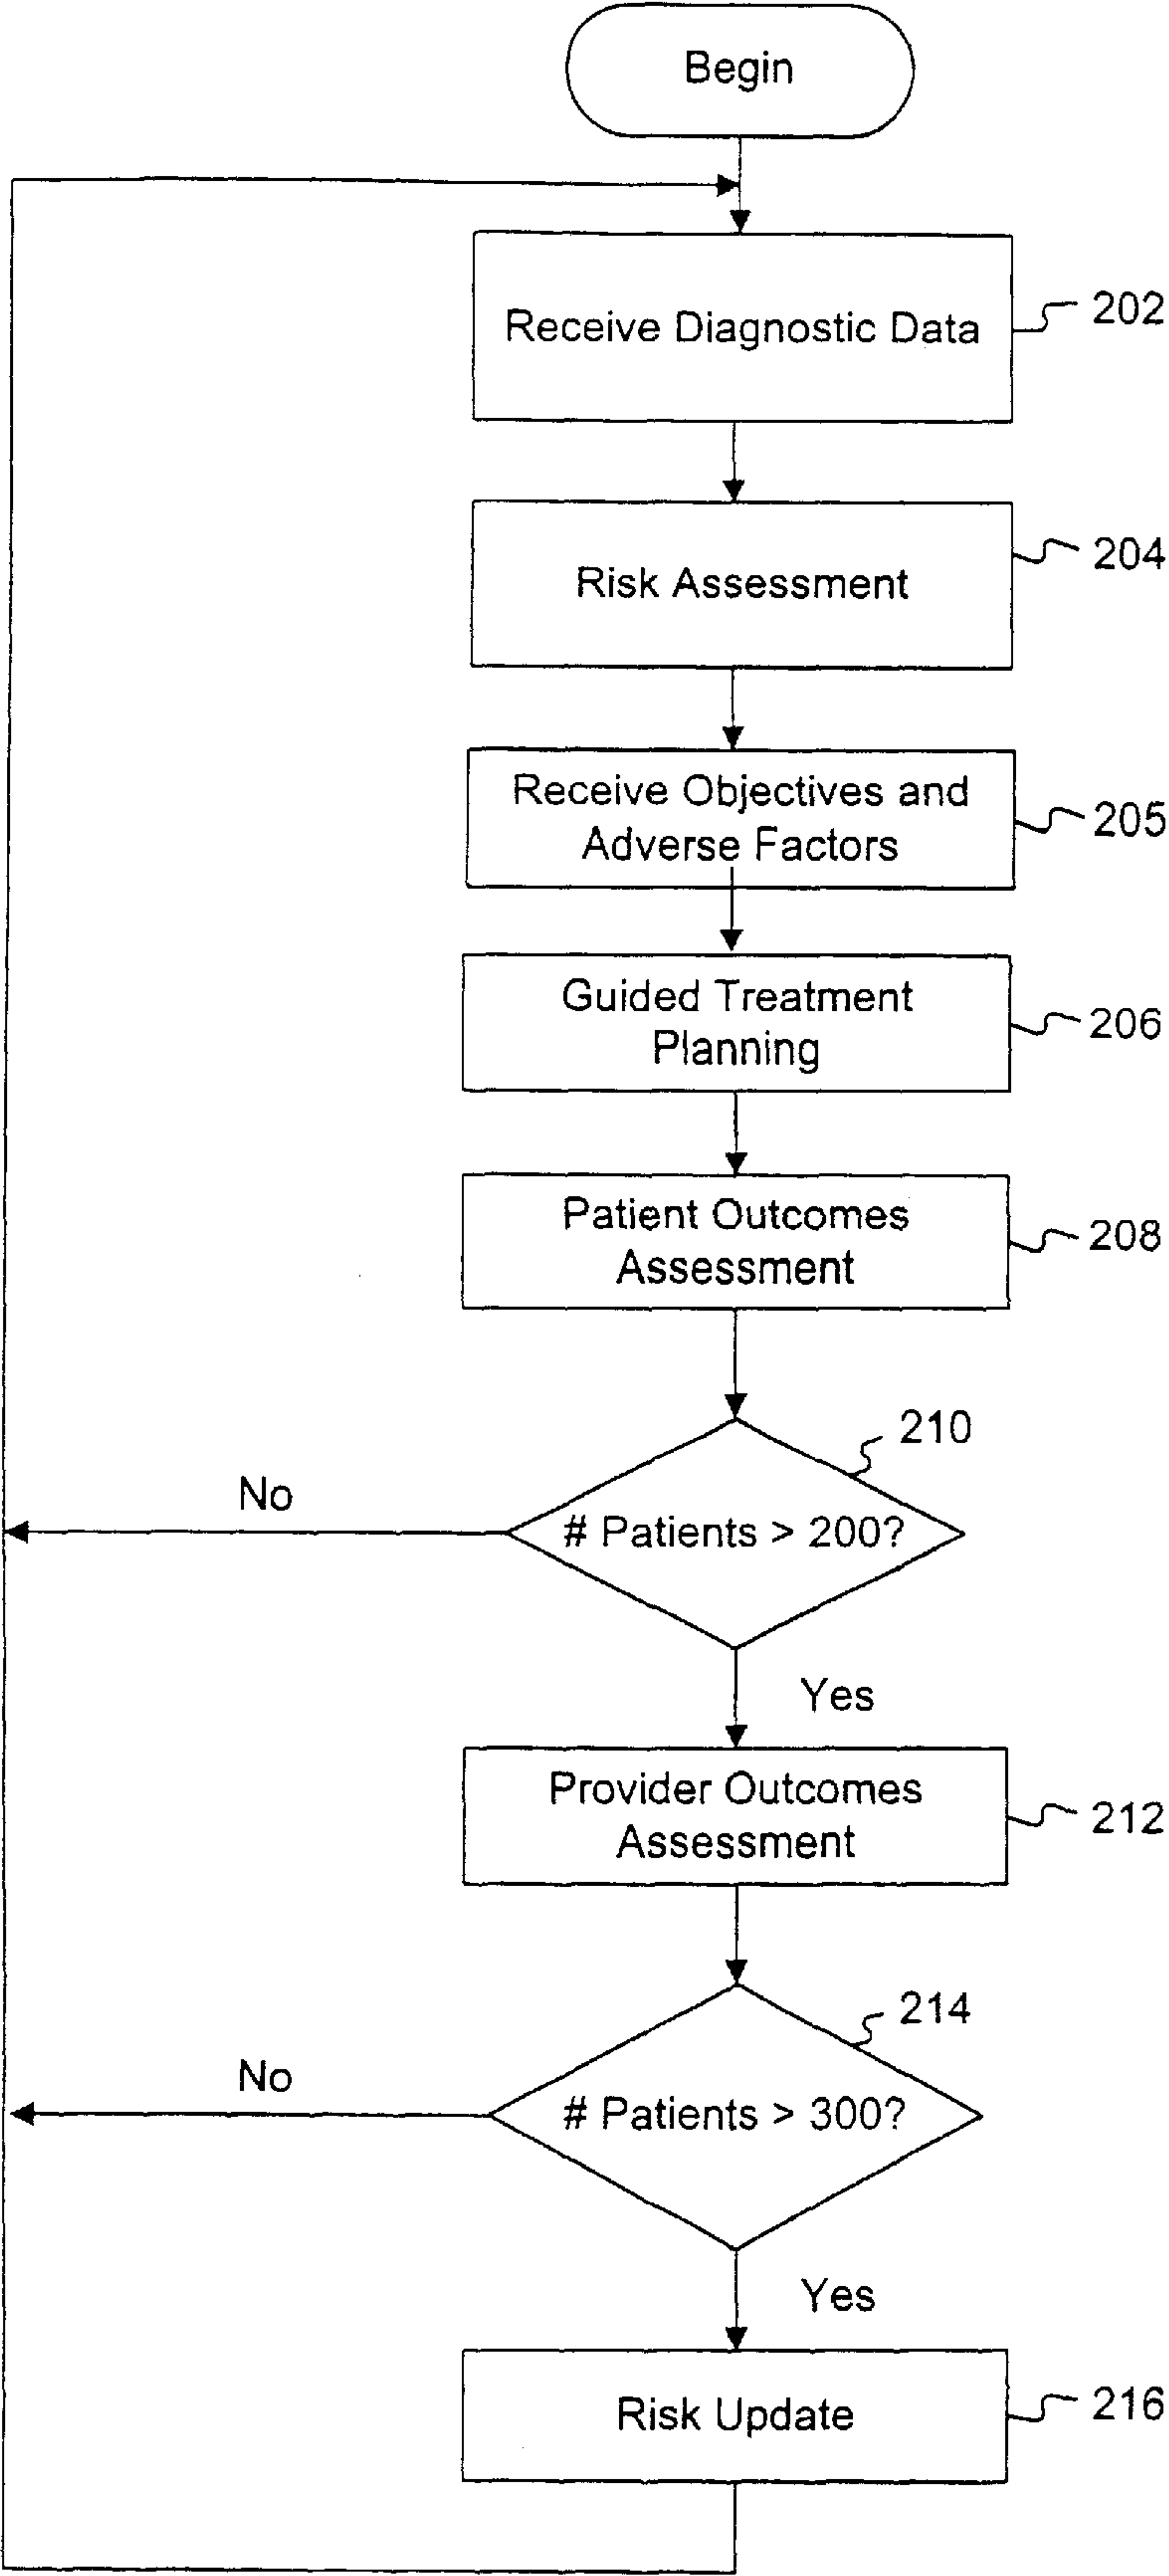 Begin
Receive Diagnostic Data
202
Risk Assessment
204
Receive Objectives and
Adverse Factors
205
Guided Treatment
Planning
206
Patient Outcomes
Assessment
208
210
No
# Patients > 200?
Yes
Provider Outcomes
Assessment
212
214
No
# Patients > 300?
Yes
Risk Update
216